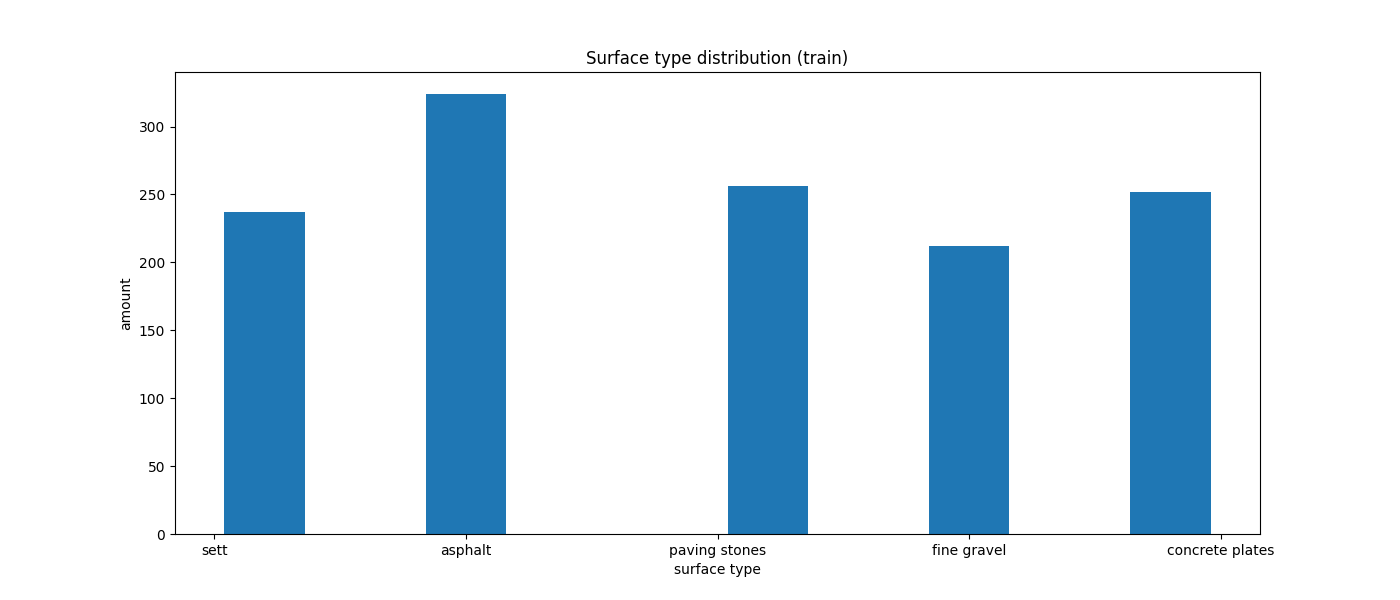 Surface type distribution (train)
300
250
200
150
100
50
0
amount
sett asphalt paving stones fine gravel concrete plates
surface type